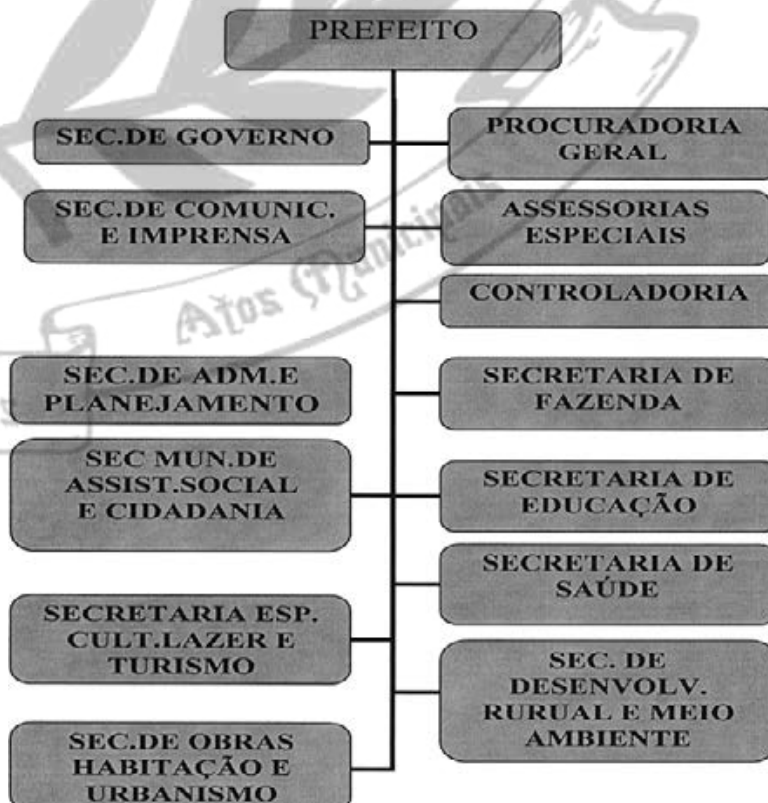 PREFEITO
SEC.DE GOVERNO
PROCURADORIA
GERAL
SEC.DE COMUNIC.
E IMPRENSA
ASSESSORIAS
ESPECIAIS
Atos Municipais
CONTROLADORIA
SEC.DE ADM.E
PLANEJAMENTO
SECRETARIA DE
FAZENDA
SEC MUN.DE
ASSIST.SOCIAL
E CIDADANIA
SECRETARIA DE
EDUCAÇÃO
SECRETARIA DE
SAÚDE
SECRETARIA ESP.
CULT.LAZER E
TURISMO
SEC. DE
DESENVOLV.
RURUAL E MEIO
AMBIENTE
SEC.DE OBRAS
HABITAÇÃO E
URBANISMO